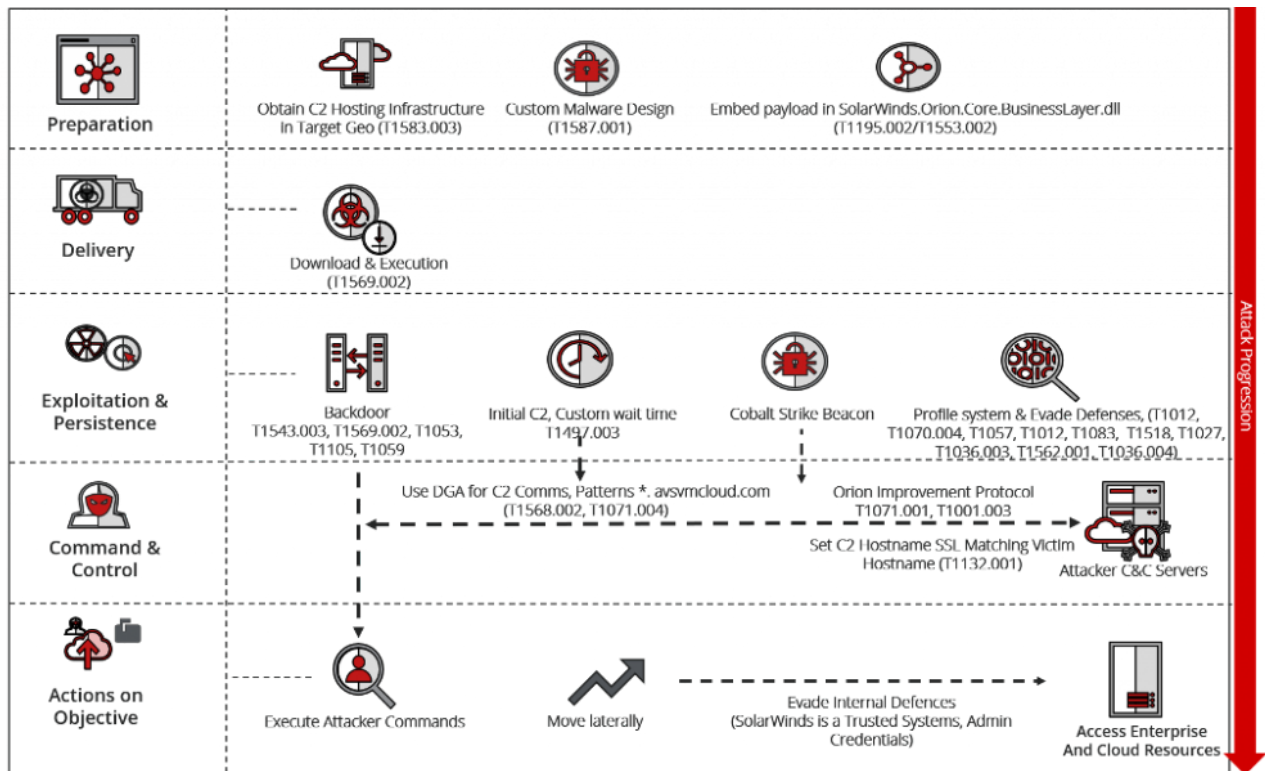 Preparation
Obtain C2 Hosting Infrastructure
In Target Geo (T1583.003)
Custom Malware Design
(T1587.001)
Embed payload in SolarWinds.Orion.Core.BusinessLayer.dll
(T1195.002/T1553.002)
Delivery
Download & Execution
(T1569.002)
Exploitation &
Persistence
Backdoor
T1543.003, T1569.002, T1053,
T1105, T1059
Initial C2, Custom wait time
T1497.003
Cobalt Strike Beacon
Profile system & Evade Defenses, (T1012,
T1070.004, T1057, T1012, T1083, T1518, T1027,
T1036.003, T1562.001, T1036.004)
Command &
Control
Use DGA for C2 Comms, Patterns *. avsvmcloud.com
(T1568.002, T1071.004)
Orion Improvement Protocol
T1071.001, T1001.003
Set C2 Hostname SSL Matching Victim
Hostname (T1132.001)
Attacker C&C Servers
Actions on
Objective
Execute Attacker Commands
Move laterally
Evade Internal Defences
(SolarWinds is a Trusted Systems, Admin
Credentials)
Access Enterprise
And Cloud Resources
Attack Progression